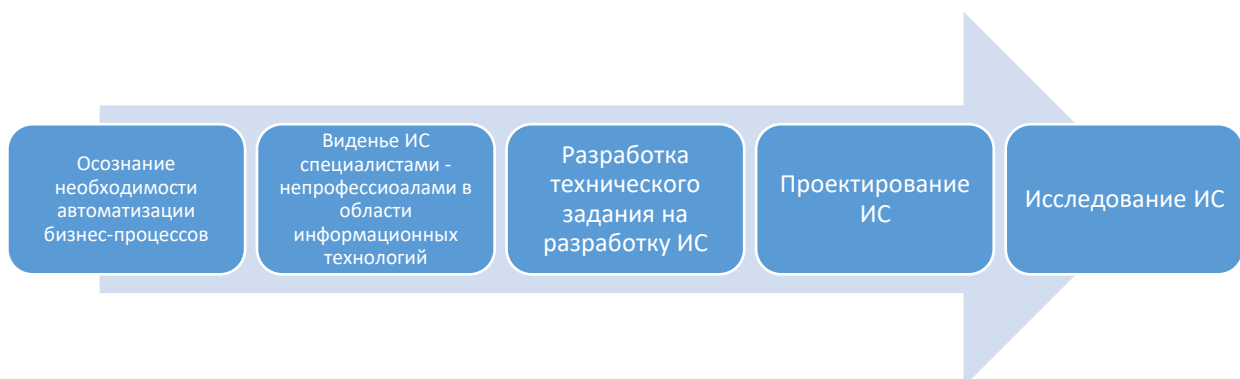 Осознание
необходимости
автоматизации
бизнес-процессов
Виденье ИС
специалистами -
непрофессиоалами в
области
информационных
технологий
Разработка
технического
задания на
разработку ИС
Проектирование
ИС
Исследование ИС